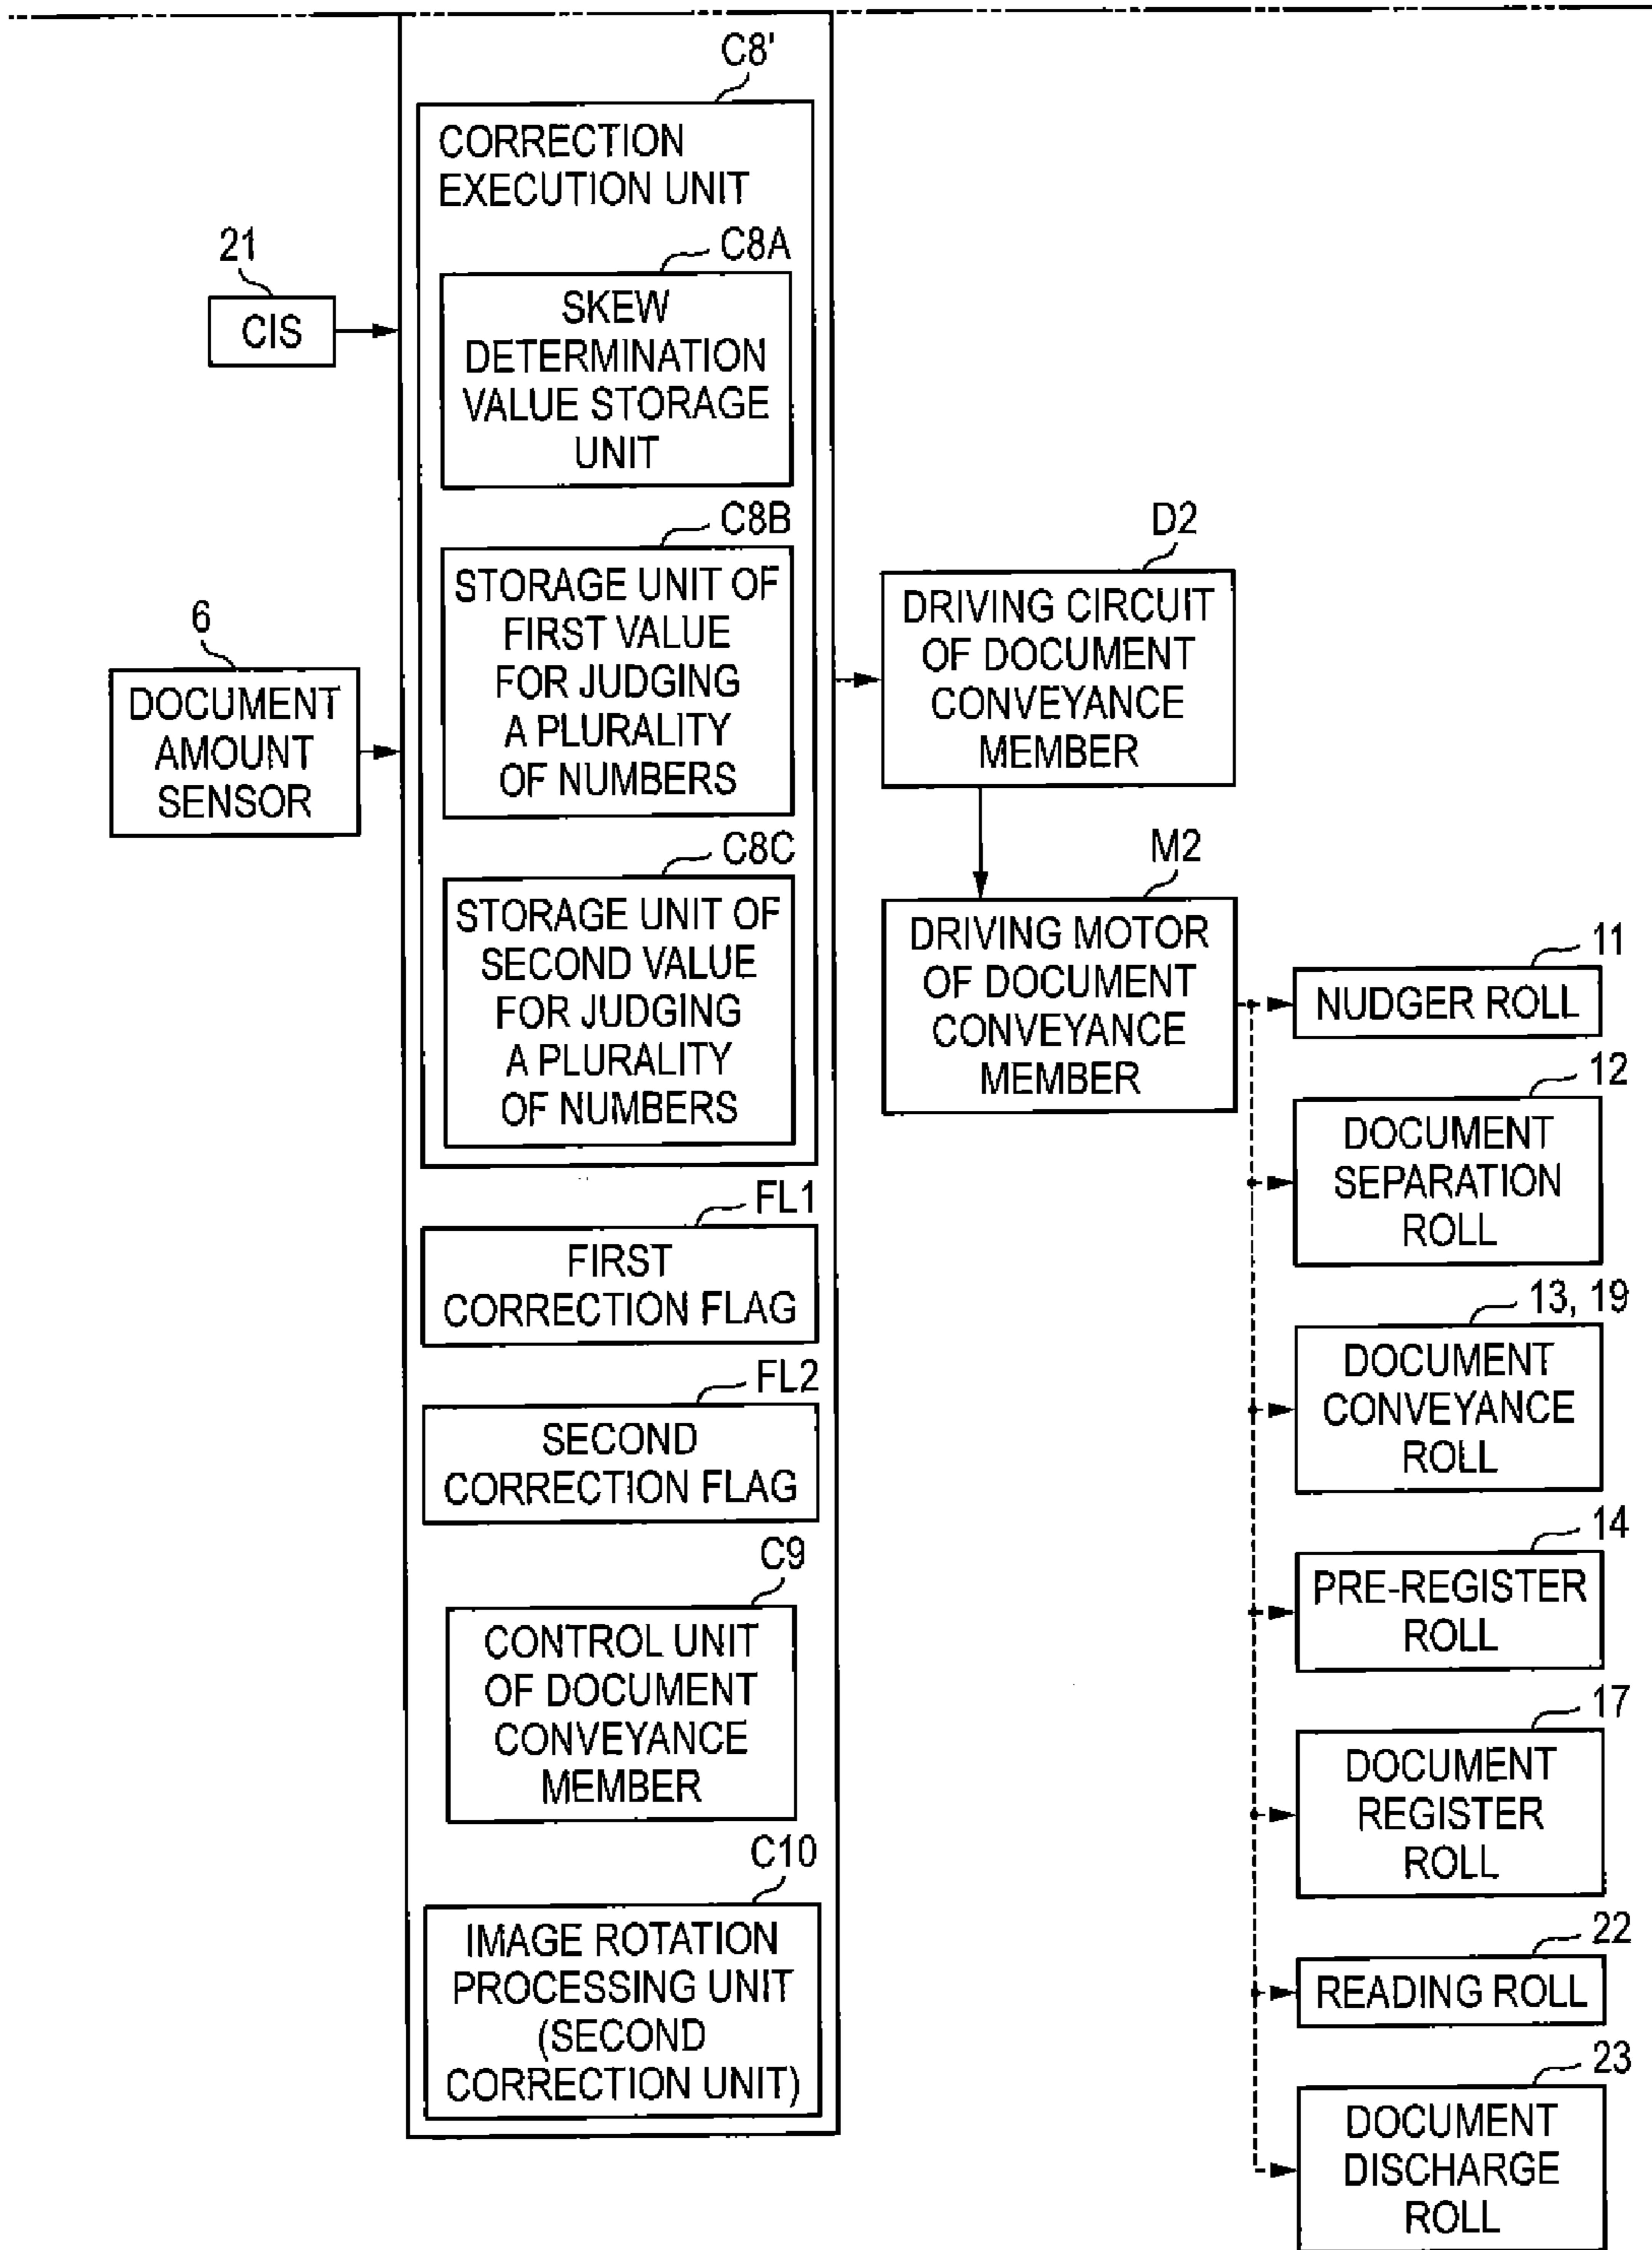 C8'
CORRECTION
EXECUTION UNIT
C8A
SKEW
DETERMINATION
VALUE STORAGE
UNIT
21
CIS
C8B
STORAGE UNIT OF
FIRST VALUE
FOR JUDGING
A PLURALITY
OF NUMBERS
6
DOCUMENT
AMOUNT
SENSOR
C8C
STORAGE UNIT OF
SECOND VALUE
FOR JUDGING
A PLURALITY
OF NUMBERS
FL1
FIRST
CORRECTION FLAG
FL2
SECOND
CORRECTION FLAG
C9
CONTROL UNIT
OF DOCUMENT
CONVEYANCE
MEMBER
C10
IMAGE ROTATION
PROCESSING UNIT
(SECOND
CORRECTION UNIT)
D2
DRIVING CIRCUIT
OF DOCUMENT
CONVEYANCE
MEMBER
M2
DRIVING MOTOR
OF DOCUMENT
CONVEYANCE
MEMBER
11
NUDGER ROLL
12
DOCUMENT
SEPARATION
ROLL
13, 19
DOCUMENT
CONVEYANCE
ROLL
14
PRE-REGISTER
ROLL
17
DOCUMENT
REGISTER
ROLL
22
READING ROLL
23
DOCUMENT
DISCHARGE
ROLL